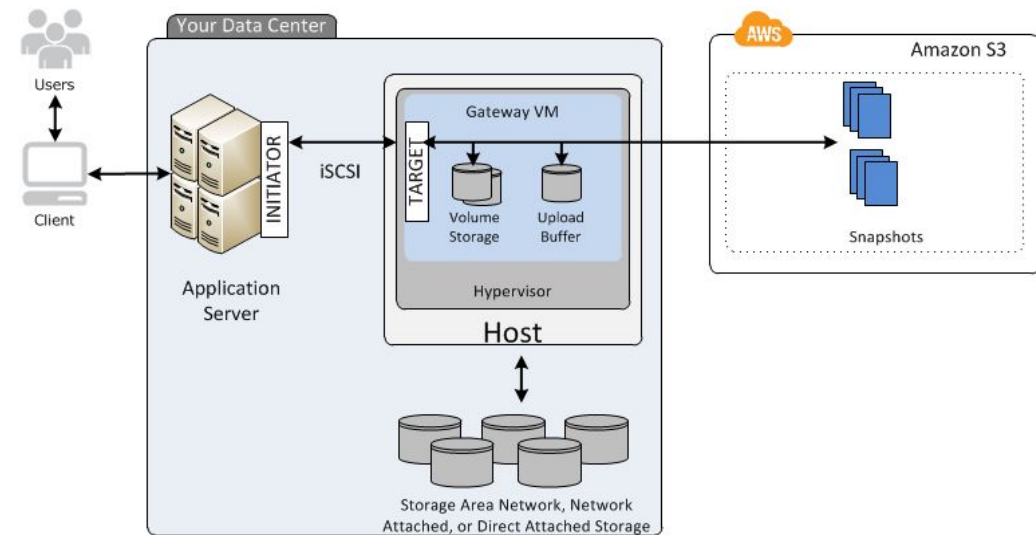 Your Data Center
AWS
Amazon S3
Users
Client
INITIATOR
Application
Server
iSCSI
TARGET
Gateway VM
Volume
Storage
Upload
Buffer
Hypervisor
Host
Snapshots
Storage Area Network, Network
Attached, or Direct Attached Storage